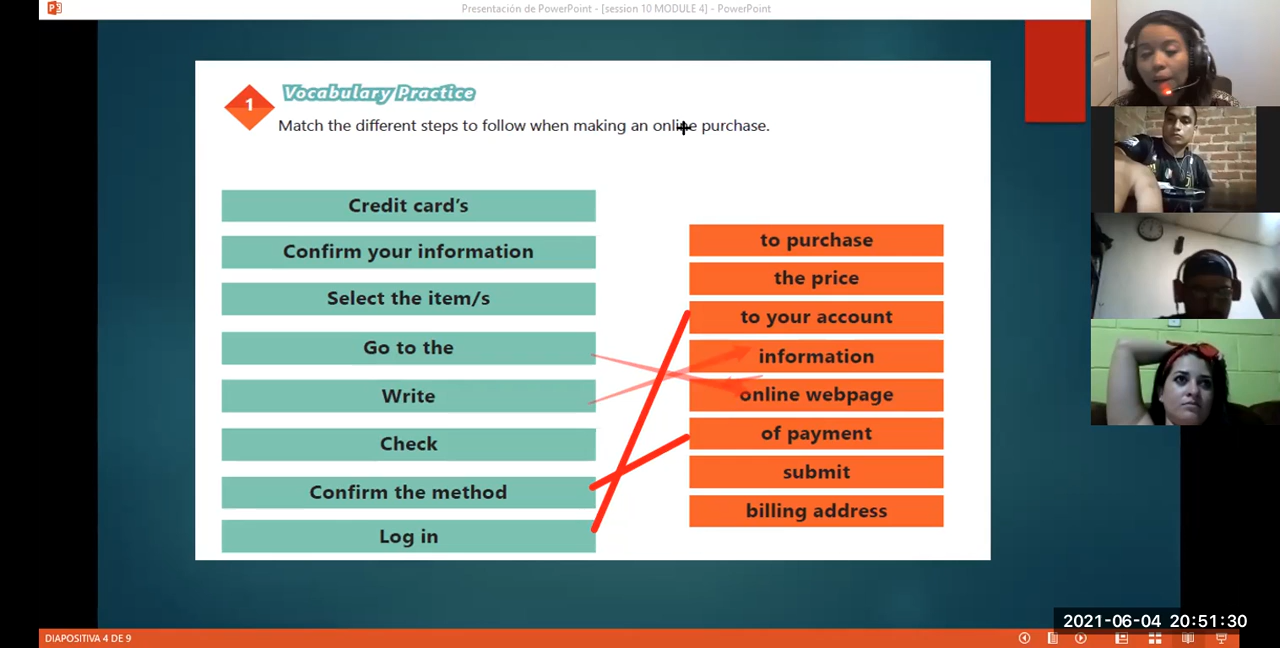 Presentación de PowerPoint - [session 10 MODULE 4] - PowerPoint
1
Vocabulary Practice
Match the different steps to follow when making an online purchase.
Credit card's
Confirm your information
Select the item/s
Go to the
Write
Check
Confirm the method
Log in
to purchase
the price
to your account
information
online webpage
of payment
submit
billing address
2021-06-04 20:51:30
DIAPOSITIVA 4 DE 9